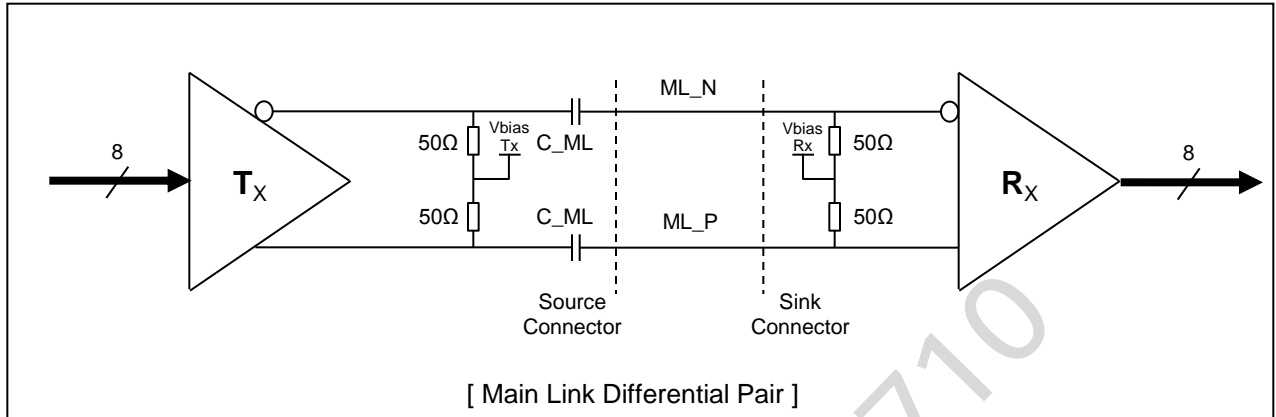 ML_N
8
50Ω
Vbias
Tx
C_ML
Vbias
Rx
50Ω
8
TX
RX
50Ω
C_ML
ML_P
50Ω
Source
Connector
Sink
Connector
710
[ Main Link Differential Pair ]